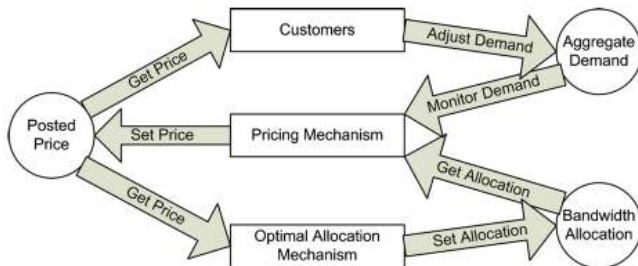 Customers
Adjust Demand
Aggregate
Demand
Get Price
Monitor Demand
Posted
Price
Set Price
Pricing Mechanism
Get Allocation
Get Price
Optimal Allocation
Mechanism
Set Allocation
Bandwidth
Allocation